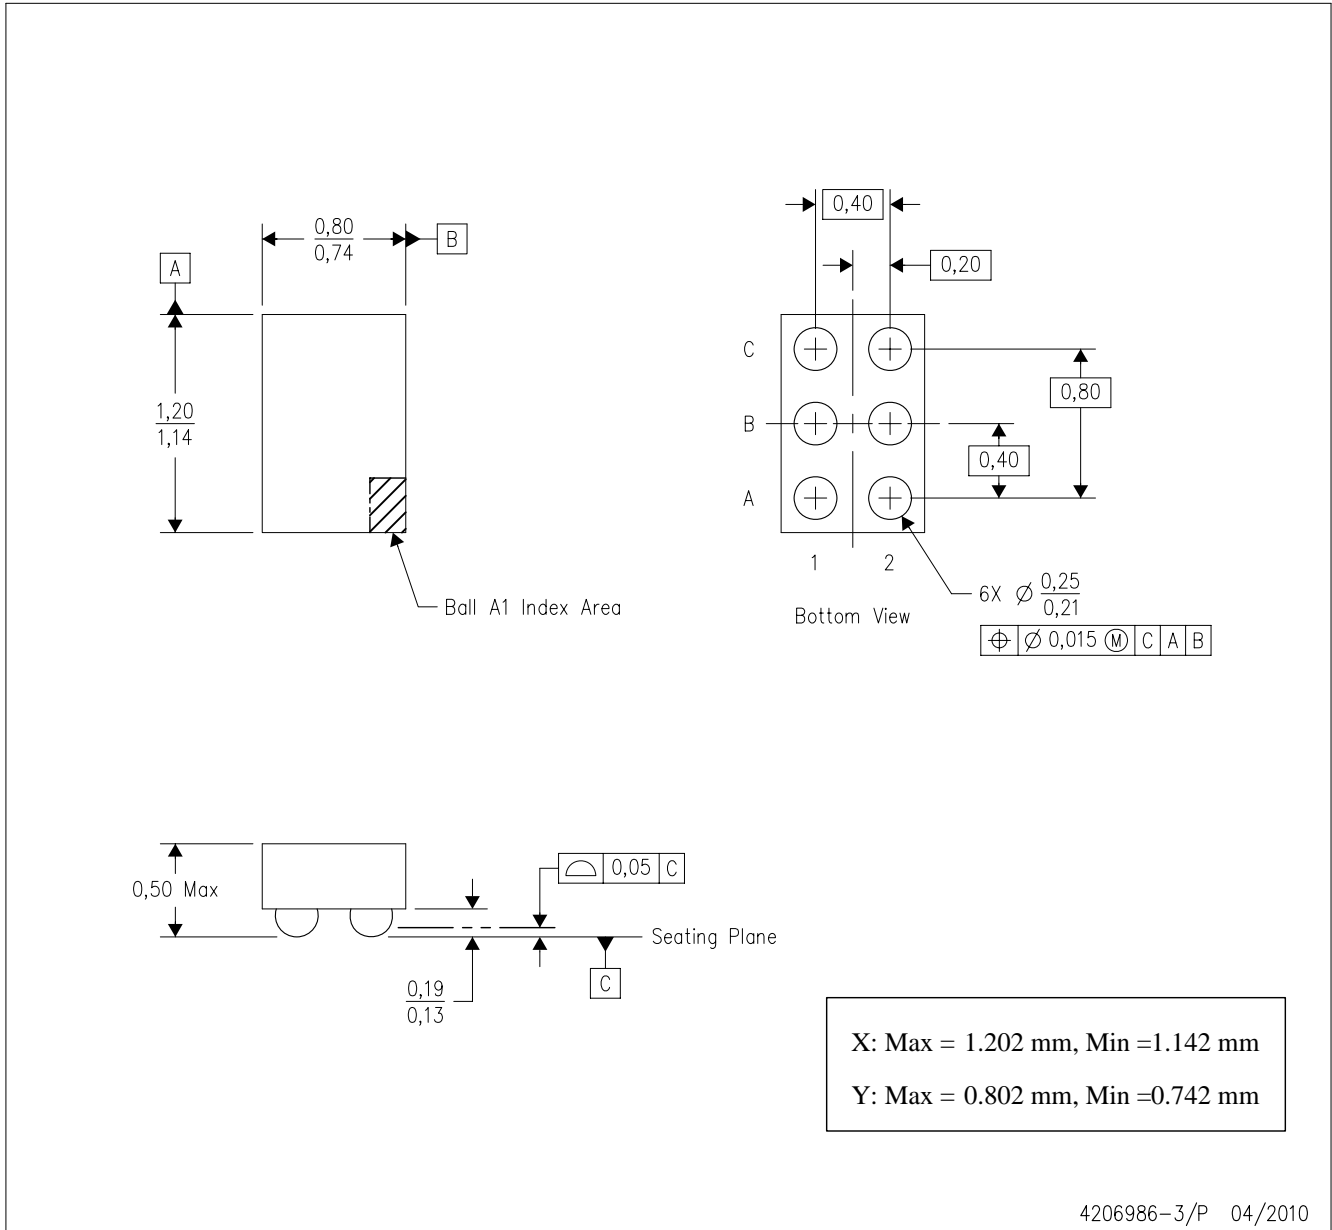 0,40
0,80
0,74
B
0,20
A
C
0,80
1,20
1,14
B
0,40
A
1 2
6X Ø 0,25
0,21
Ball A1 Index Area
Bottom View
⌖ Ø 0,015 Ⓜ C A B
0,05 C
0,50 Max
Seating Plane
C
0,19
0,13
X: Max = 1.202 mm, Min =1.142 mm
Y: Max = 0.802 mm, Min =0.742 mm
4206986-3/P 04/2010